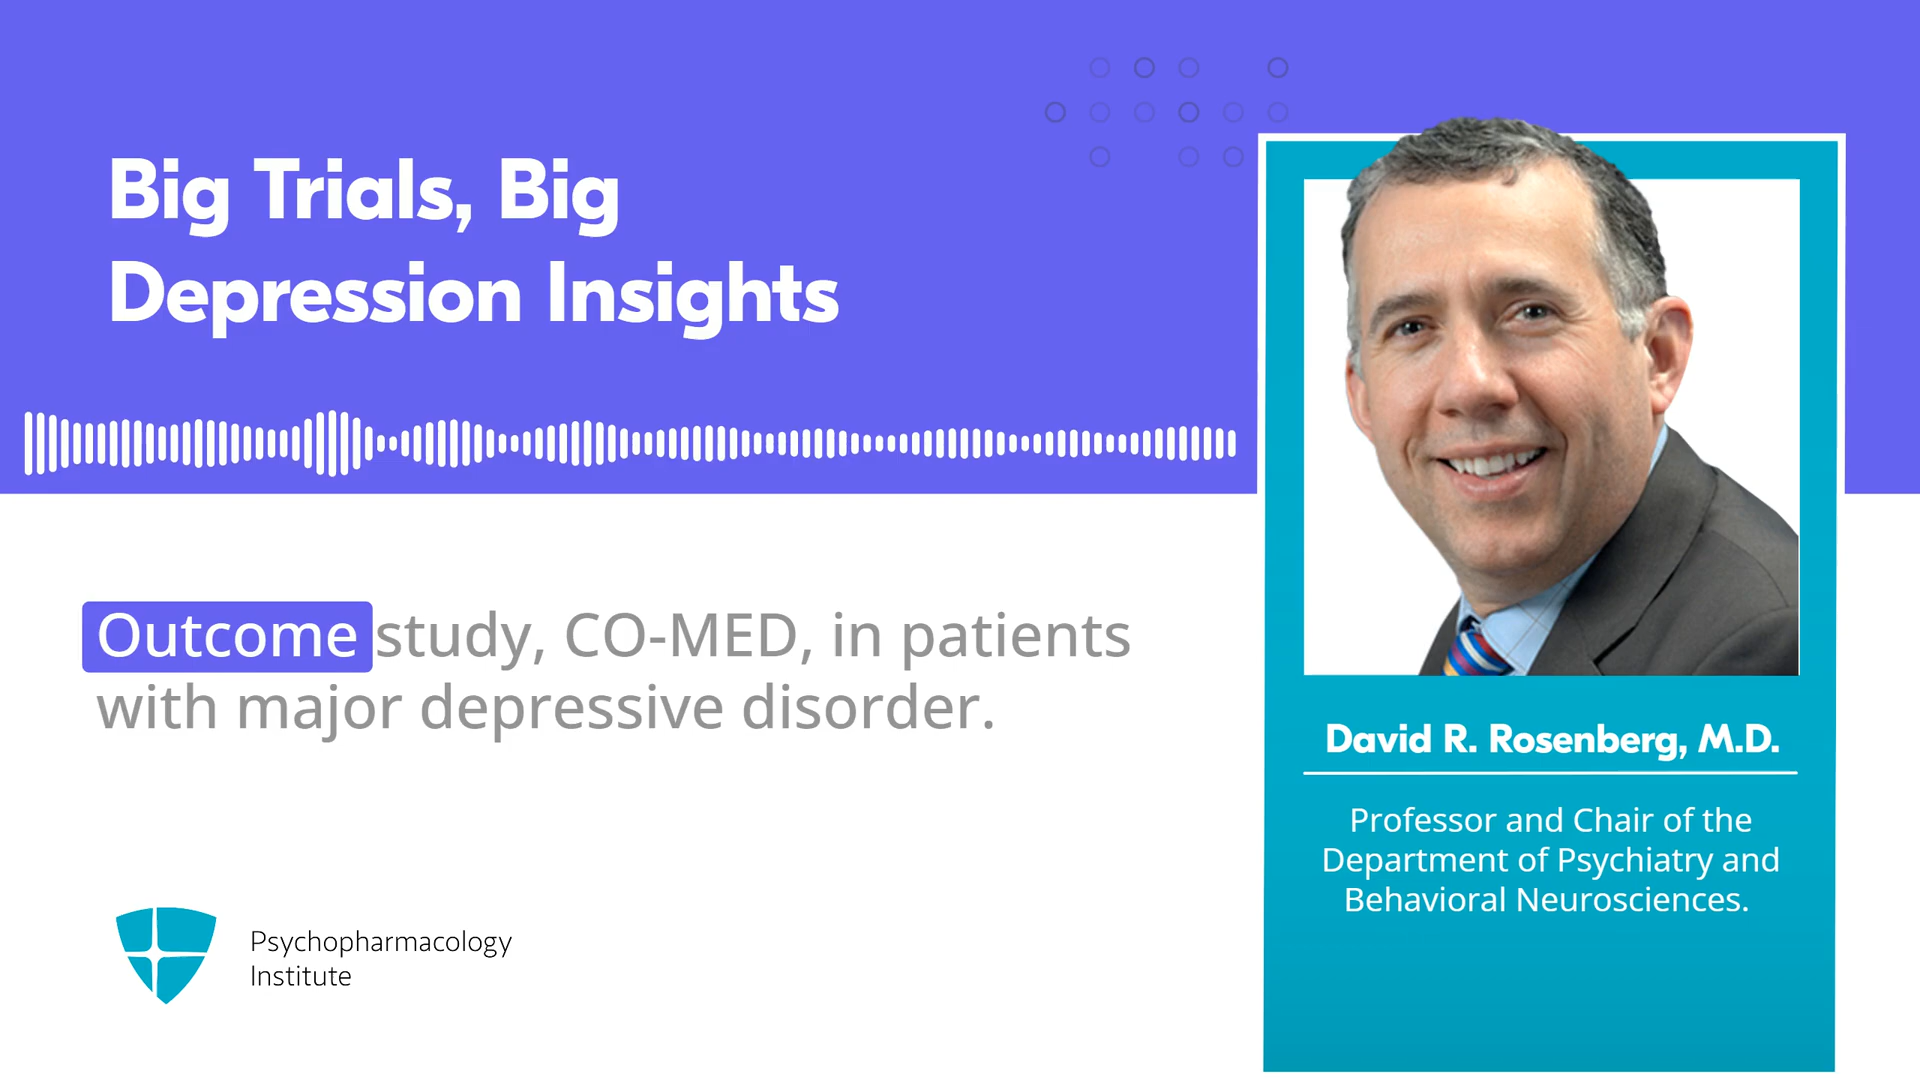 Big Trials, Big
Depression Insights
Outcome study, CO-MED, in patients
with major depressive disorder.
Psychopharmacology
Institute
David R. Rosenberg, M.D.
Professor and Chair of the
Department of Psychiatry and
Behavioral Neurosciences.